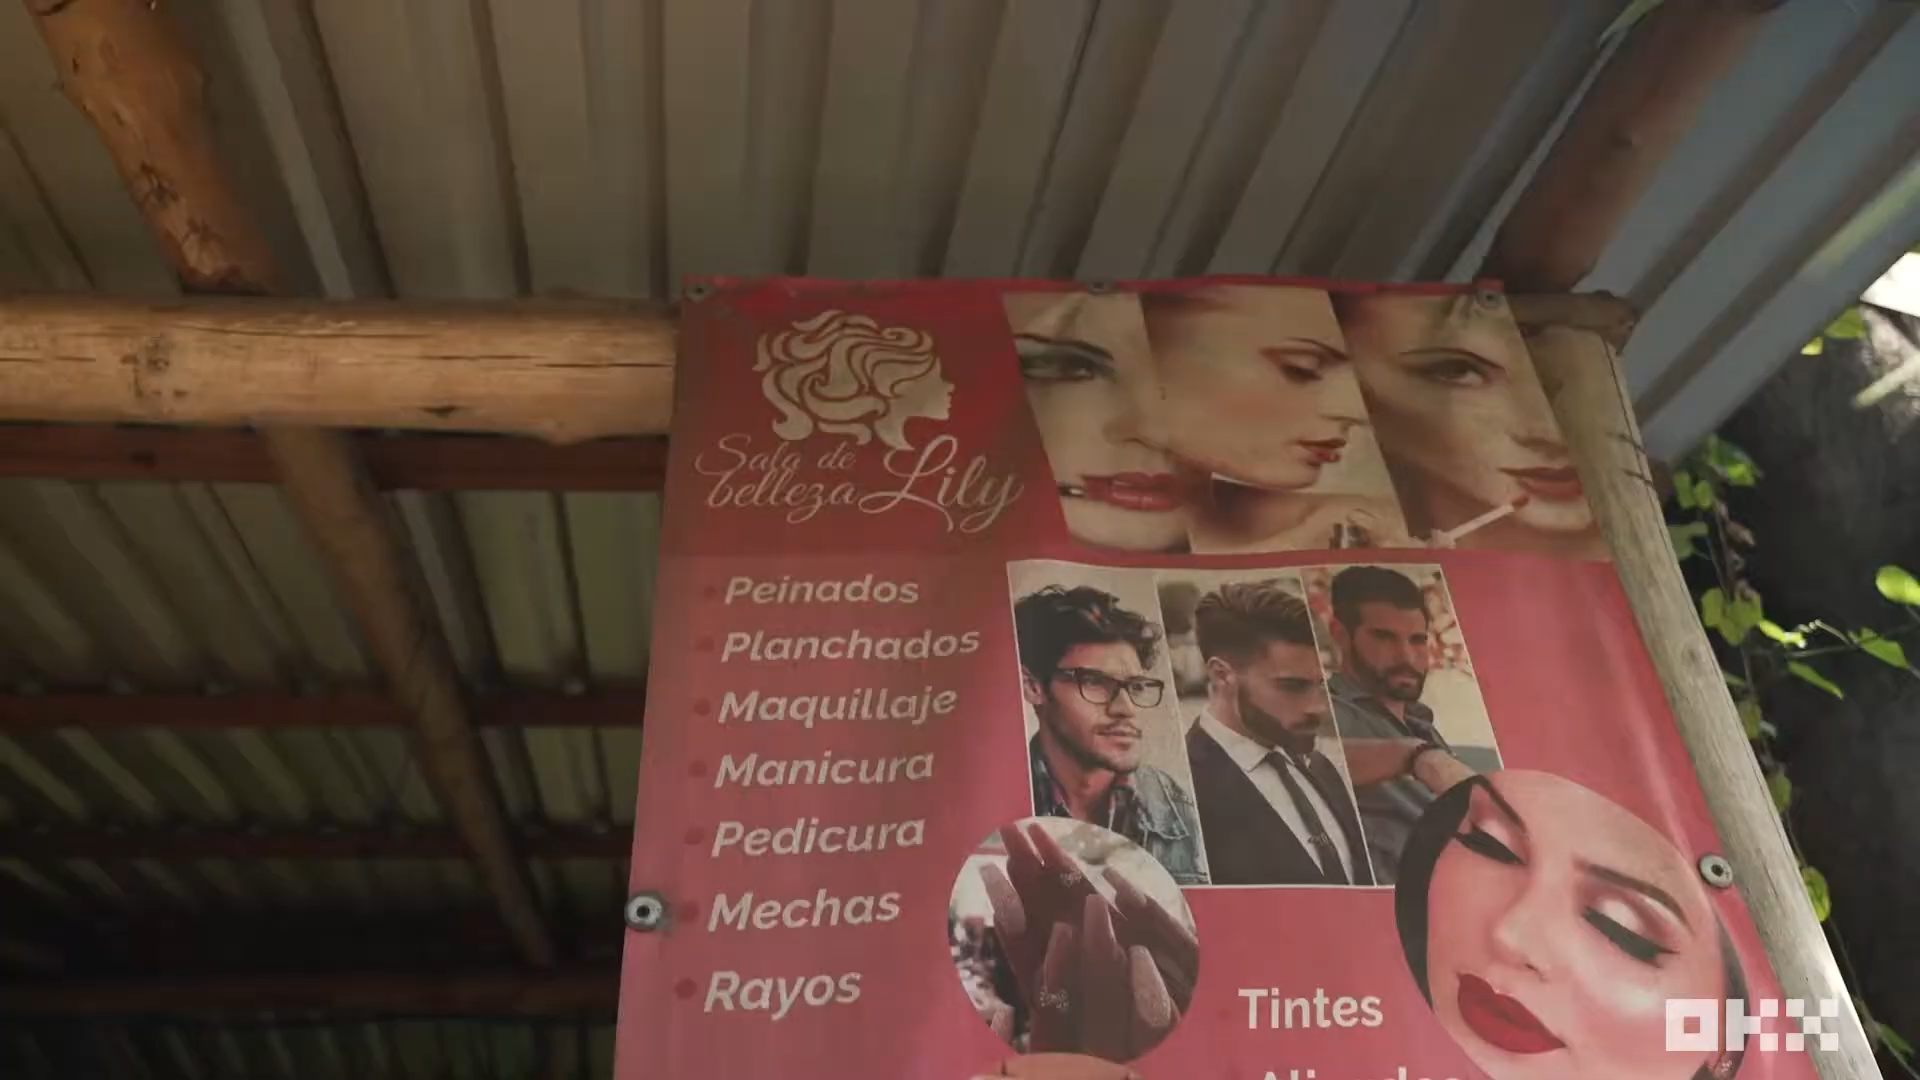 Sala de
belleza Lily
Peinados
Planchados
Maquillaje
Manicura
Pedicura
Mechas
Rayos
Tintes
OKX